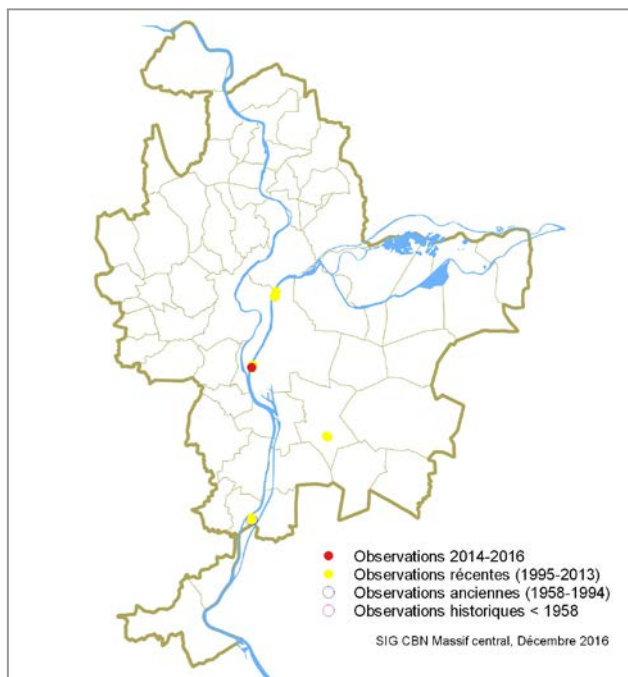 Observations 2014-2016
Observations récentes (1995-2013)
Observations anciennes (1958-1994)
Observations historiques < 1958
SIG CBN Massif central, Décembre 2016